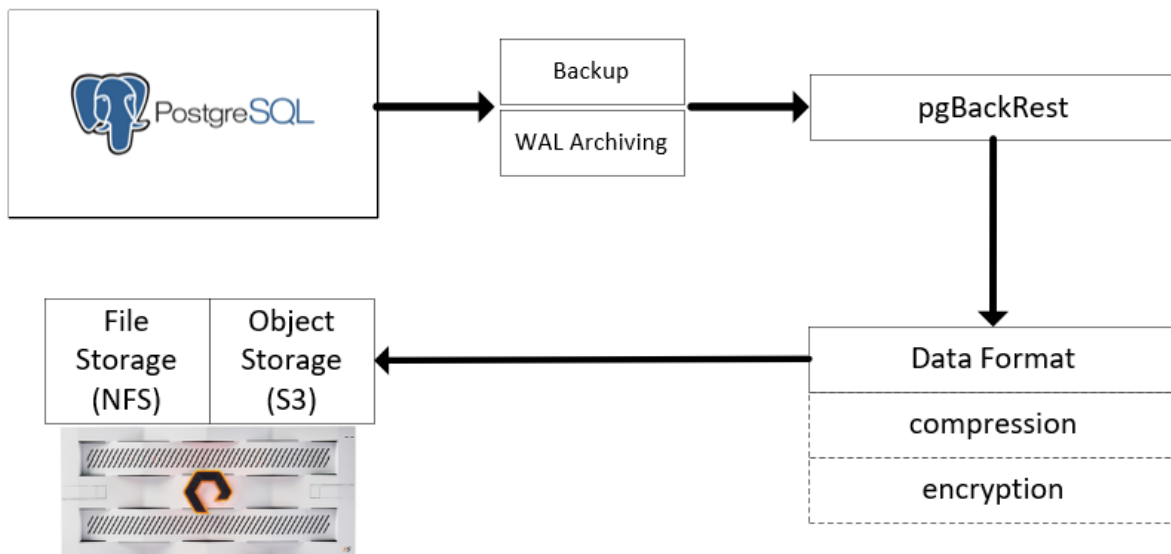 PostgreSQL
Backup
WAL Archiving
pgBackRest
File
Storage
(NFS)
Object
Storage
(S3)
Data Format
compression
encryption